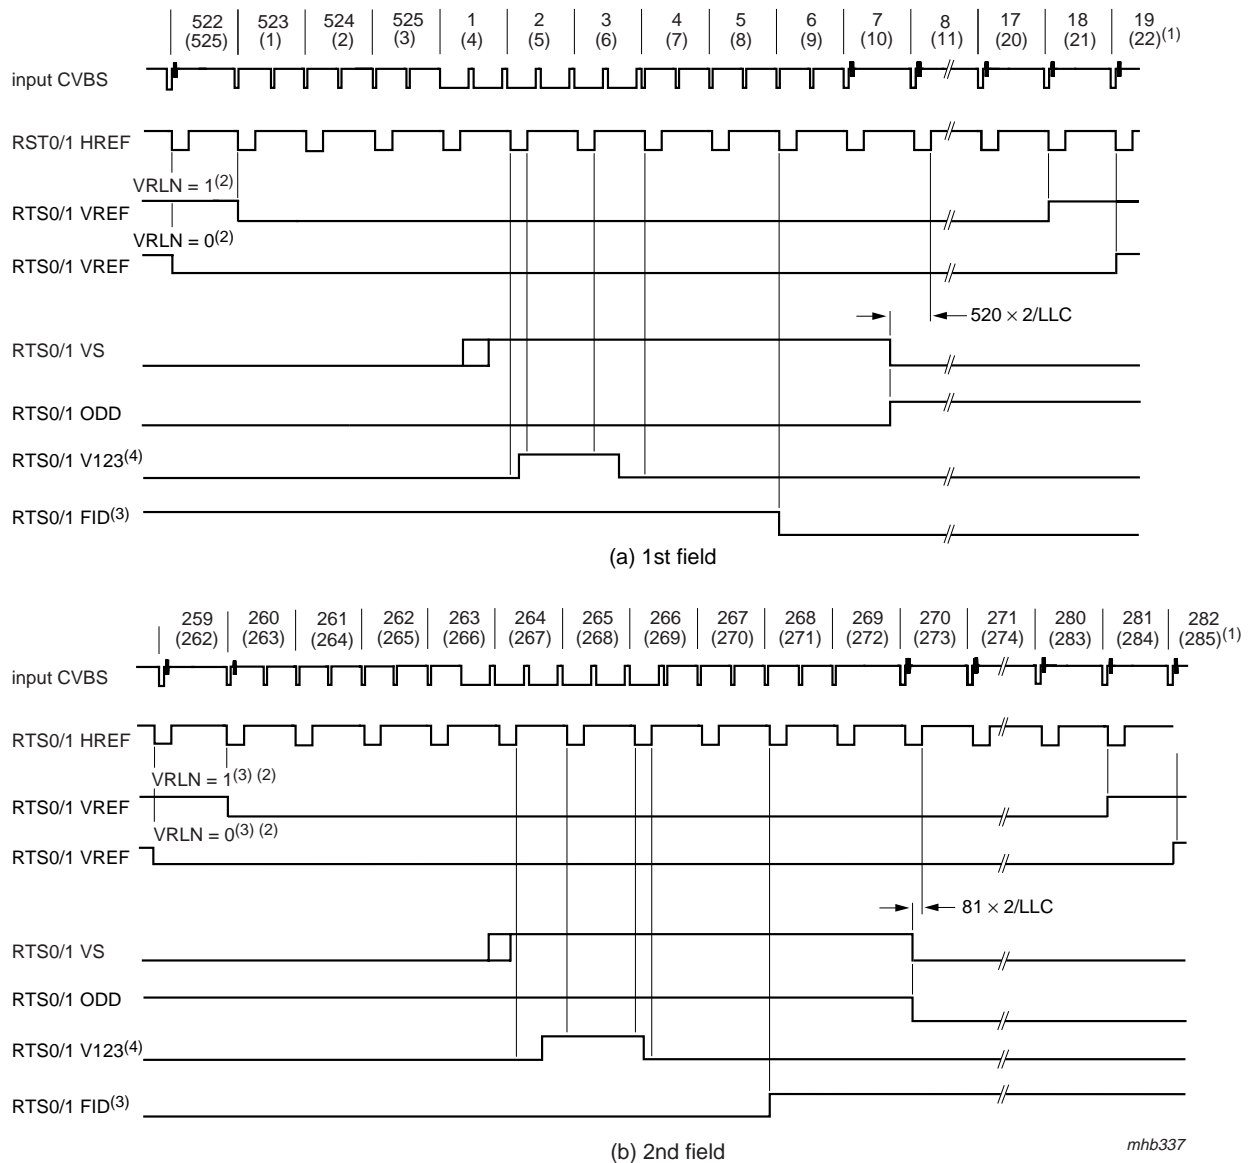 522 523 524 525 1 2 3 4 5 6 7 8 17 18 19
(525) (1) (2) (3) (4) (5) (6) (7) (8) (9) (10) (11) (20) (21) (22)(1)
input CVBS
RST0/1 HREF
VRLN = 1(2)
RTS0/1 VREF
VRLN = 0(2)
RTS0/1 VREF
520 × 2/LLC
RTS0/1 VS
RTS0/1 ODD
RTS0/1 V123(4)
RTS0/1 FID(3)
(a) 1st field
259 260 261 262 263 264 265 266 267 268 269 270 271 280 281 282
(262) (263) (264) (265) (266) (267) (268) (269) (270) (271) (272) (273) (274) (283) (284) (285)(1)
input CVBS
RTS0/1 HREF
VRLN = 1(3) (2)
RTS0/1 VREF
VRLN = 0(3) (2)
RTS0/1 VREF
81 × 2/LLC
RTS0/1 VS
RTS0/1 ODD
RTS0/1 V123(4)
RTS0/1 FID(3)
(b) 2nd field
mhb337